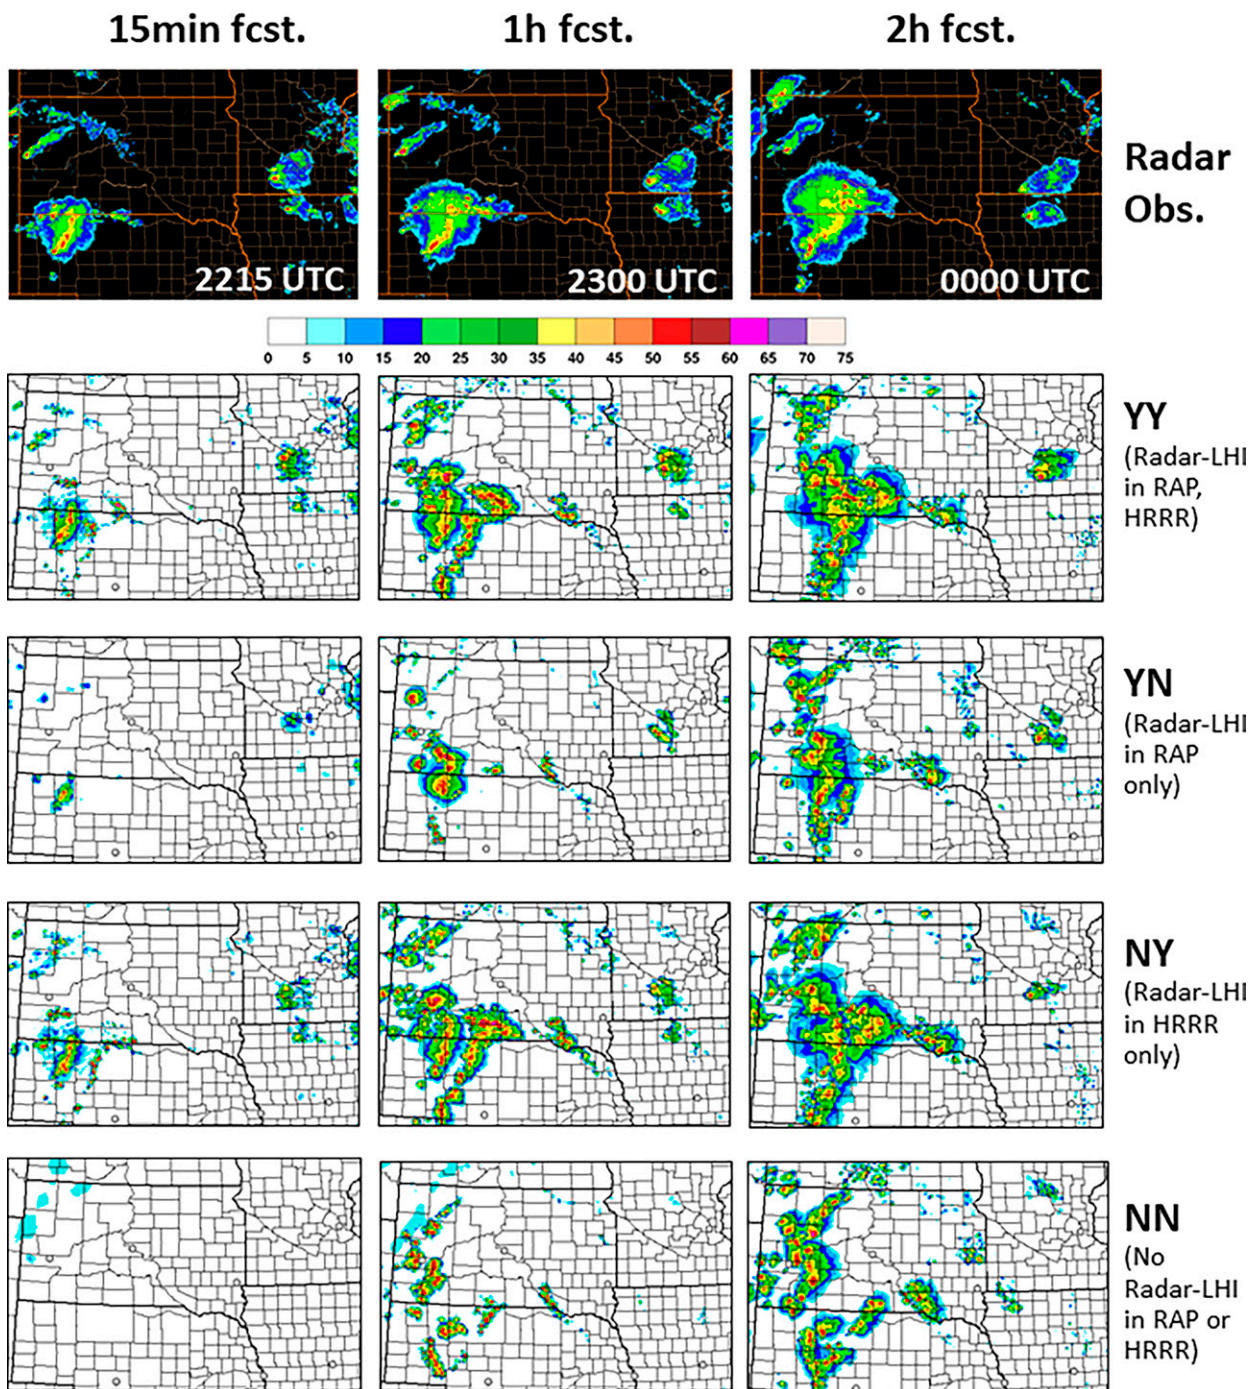 15min fcst.
1h fcst.
2h fcst.
2215 UTC
2300 UTC
0000 UTC
Radar
Obs.
0 5 10 15 20 25 30 35 40 45 50 55 60 65 70 75
YY
(Radar-LHI
in RAP,
HRRR)
YN
(Radar-LHI
in RAP
only)
NY
(Radar-LHI
in HRRR
only)
NN
(No
Radar-LHI
in RAP or
HRRR)